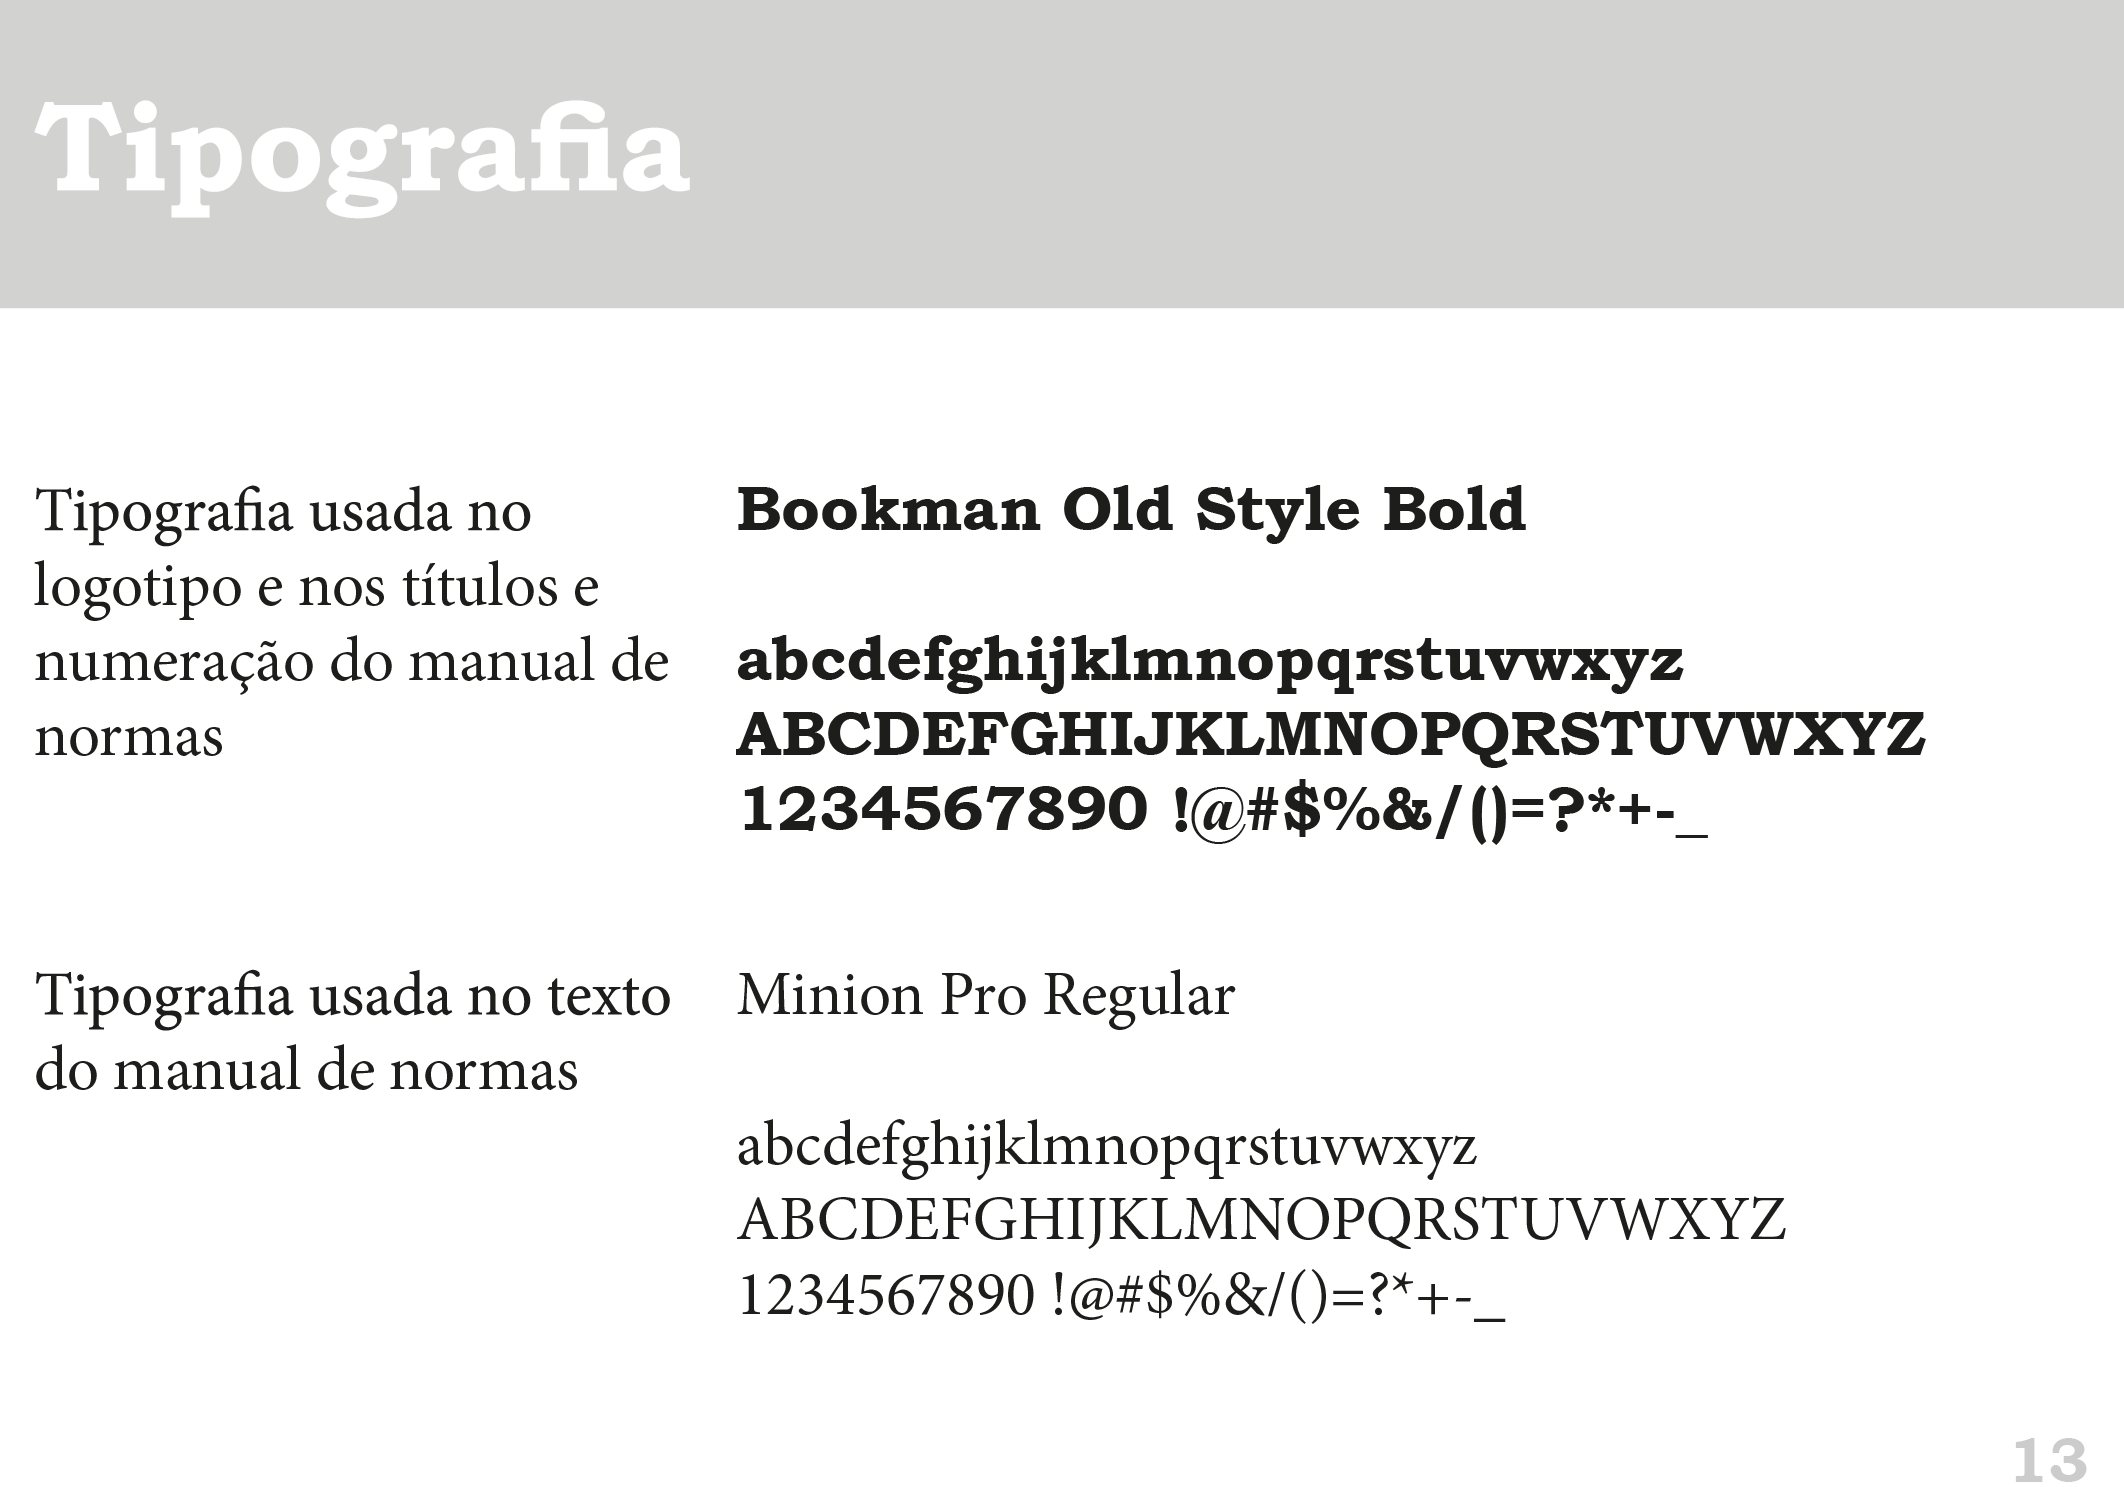 Tipografia
Tipografia usada no
logotipo e nos títulos e
numeração do manual de
normas
Bookman Old Style Bold
abcdefghijklmnopqrstuvwxyz
ABCDEFGHIJKLMNOPQRSTUVWXYZ
1234567890 !@#$%&/()=?*+-_
Tipografia usada no texto
do manual de normas
Minion Pro Regular
abcdefghijklmnopqrstuvwxyz
ABCDEFGHIJKLMNOPQRSTUVWXYZ
1234567890 !@#$%&/()=?*+-_
13